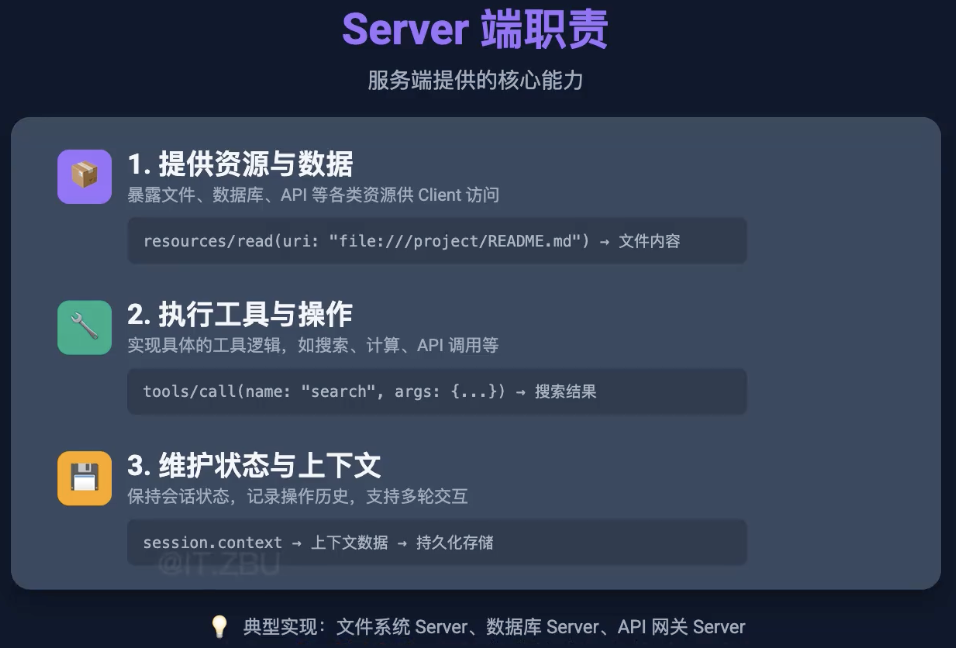 Server 端职责
服务端提供的核心能力
1. 提供资源与数据
暴露文件、数据库、API 等各类资源供 Client 访问
resources/read(uri: "file:///project/README.md") → 文件内容
2. 执行工具与操作
实现具体的工具逻辑，如搜索、计算、API 调用等
tools/call(name: "search", args: {...}) → 搜索结果
3. 维护状态与上下文
保持会话状态，记录操作历史，支持多轮交互
session.context → 上下文数据 → 持久化存储
@IT.ZBU
典型实现：文件系统 Server、数据库 Server、API 网关 Server